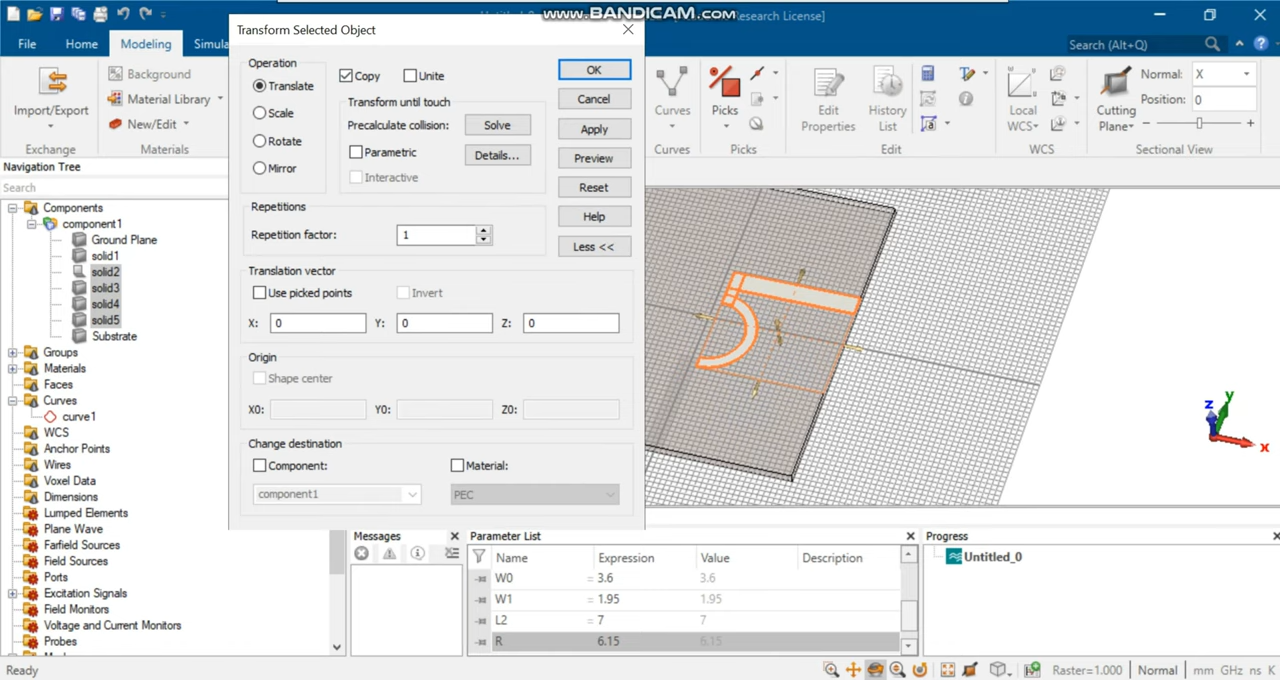 www.BANDICAM.com
Research License]
File
Home
Modeling
Simula
Search (Alt+Q)
Import/Export
Background
Material Library
New/Edit
Exchange
Materials
Transform Selected Object
Operation
Translate
Scale
Rotate
Mirror
Copy
Unite
Transform until touch
Precalculate collision:
Solve
Parametric
Details...
Interactive
OK
Cancel
Apply
Preview
Reset
Help
Less <<
Repetitions
Repetition factor:
1
Translation vector
Use picked points
Invert
X: 0
Y: 0
Z: 0
Origin
Shape center
X0:
Y0:
Z0:
Change destination
Component:
component1
Material:
PEC
Curves
Curves
Picks
Picks
Edit Properties
History List
Edit
Local WCS
WCS
Cutting Plane
Normal: X
Position: 0
Sectional View
Navigation Tree
Search
Components
component1
Ground Plane
solid1
solid2
solid3
solid4
solid5
Substrate
Groups
Materials
Faces
Curves
curve1
WCS
Anchor Points
Wires
Voxel Data
Dimensions
Lumped Elements
Plane Wave
Farfield Sources
Field Sources
Ports
Excitation Signals
Field Monitors
Voltage and Current Monitors
Probes
z
y
x
Messages
Parameter List
Name Expression Value Description
W0 = 3.6 3.6
W1 = 1.95 1.95
L2 = 7 7
R 6.15 6.15
Progress
Untitled_0
Ready
Raster=1.000
Normal
mm GHz ns K